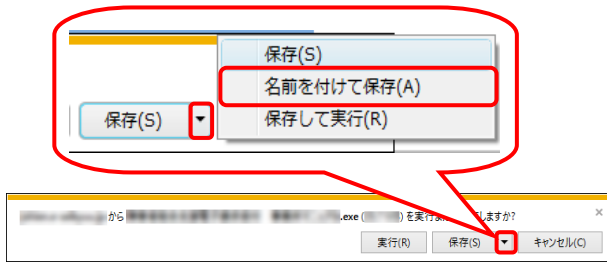 保存(S)
名前を付けて保存(A)
保存(S)
保存して実行(R)
から .exe ( ) を実行 しますか?
×
実行(R) 保存(S) キャンセル(C)